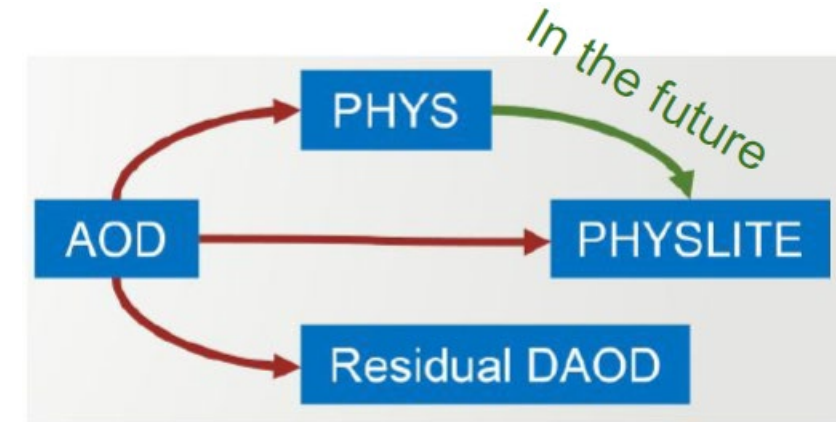 In the future
PHYS
AOD
PHYSLITE
Residual DAOD